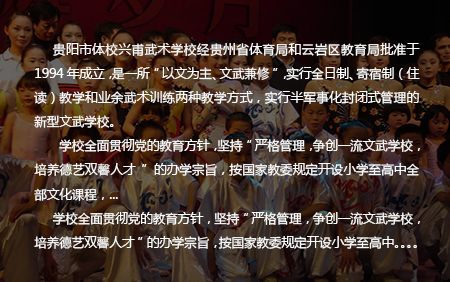 贵阳市体校兴甫武术学校经贵州省体育局和云岩区教育局批准于
1994 年成立，是一所“以文为主、文武兼修”，实行全日制、寄宿制（住
读）教学和业余武术训练两种教学方式，实行半军事化封闭式管理的
新型文武学校。
学校全面贯彻党的教育方针，坚持“严格管理，争创一流文武学校，
培养德艺双馨人才 ” 的办学宗旨，按国家教委规定开设小学至高中全
部文化课程，...
学校全面贯彻党的教育方针，坚持“严格管理，争创一流文武学校，
培养德艺双馨人才”的办学宗旨，按国家教委规定开设小学至高中。。。。